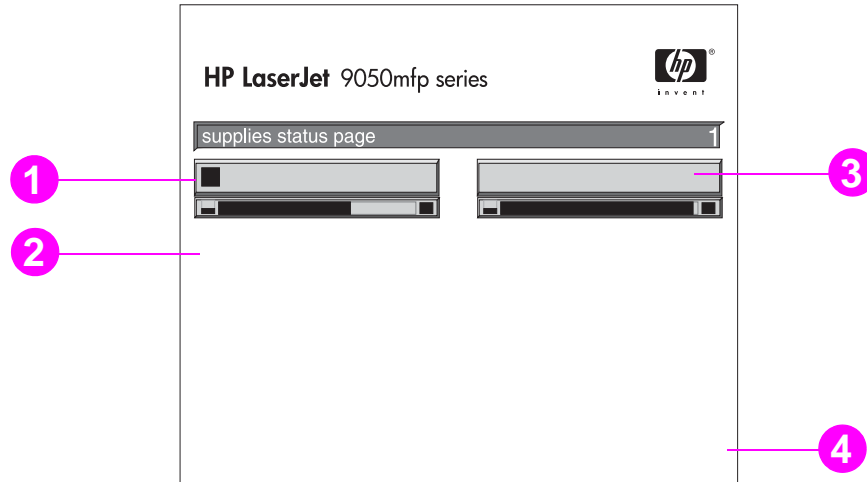 HP LaserJet 9050mfp series
hp®
invent
supplies status page 1
1
3
2
4